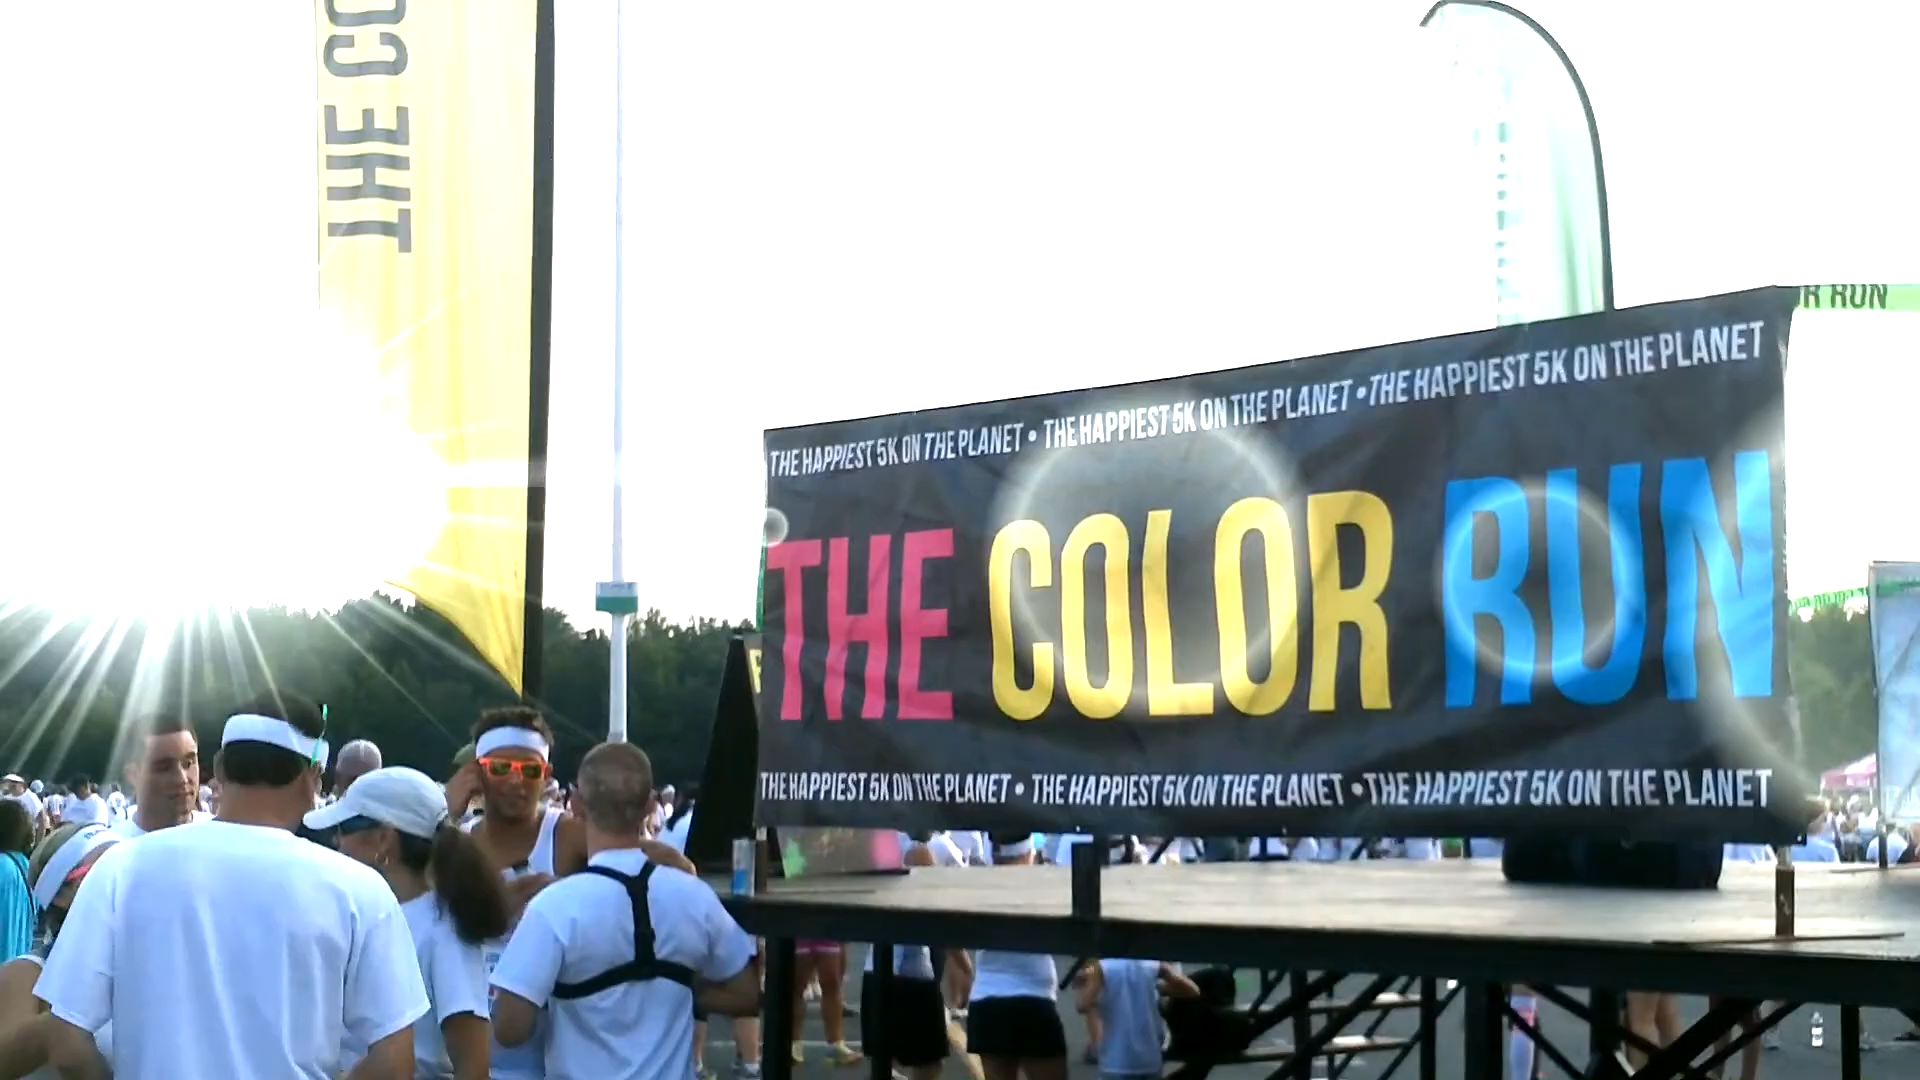 THE CO
OR RUN
THE HAPPIEST 5K ON THE PLANET • THE HAPPIEST 5K ON THE PLANET • THE HAPPIEST 5K ON THE PLANET
THE COLOR RUN
THE HAPPIEST 5K ON THE PLANET • THE HAPPIEST 5K ON THE PLANET • THE HAPPIEST 5K ON THE PLANET